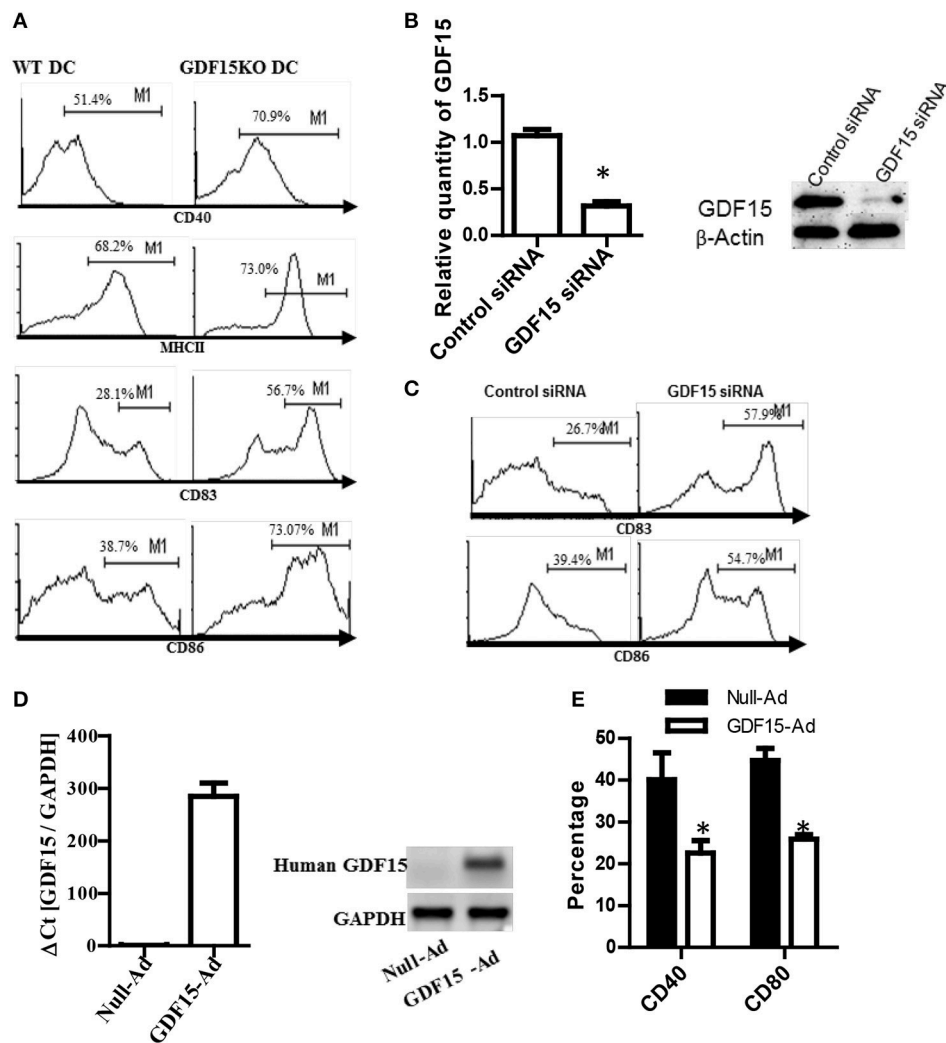 A
WT DC
GDF15KO DC
51.4% M1
70.9% M1
CD40
68.2% M1
73.0% M1
MHCII
28.1% M1
56.7% M1
CD83
38.7% M1
73.07% M1
CD86
B
Relative quantity of GDF15
1.5
1.0
0.5
0.0
*
Control siRNA
GDF15 siRNA
Control siRNA
GDF15 siRNA
GDF15
β-Actin
C
Control siRNA
GDF15 siRNA
26.7% M1
57.9% M1
CD83
39.4% M1
54.7% M1
CD86
D
ΔCt [GDF15 / GAPDH]
400
300
200
100
0
Null-Ad
GDF15-Ad
Human GDF15
GAPDH
Null-Ad
GDF15 -Ad
E
Null-Ad
GDF15-Ad
Percentage
50
40
30
20
10
0
*
*
CD40
CD80